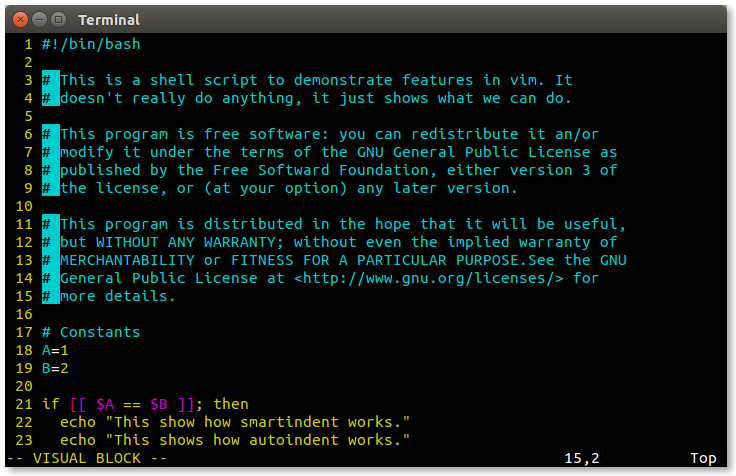 Terminal
1 #!/bin/bash
2
3 # This is a shell script to demonstrate features in vim. It
4 # doesn't really do anything, it just shows what we can do.
5
6 # This program is free software: you can redistribute it an/or
7 # modify it under the terms of the GNU General Public License as
8 # published by the Free Softward Foundation, either version 3 of
9 # the license, or (at your option) any later version.
10
11 # This program is distributed in the hope that it will be useful,
12 # but WITHOUT ANY WARRANTY; without even the implied warranty of
13 # MERCHANTABILITY or FITNESS FOR A PARTICULAR PURPOSE.See the GNU
14 # General Public License at <http://www.gnu.org/licenses/> for
15 # more details.
16
17 # Constants
18 A=1
19 B=2
20
21 if [[ $A == $B ]]; then
22   echo "This show how smartindent works."
23   echo "This shows how autoindent works."
-- VISUAL BLOCK -- 15,2 Top